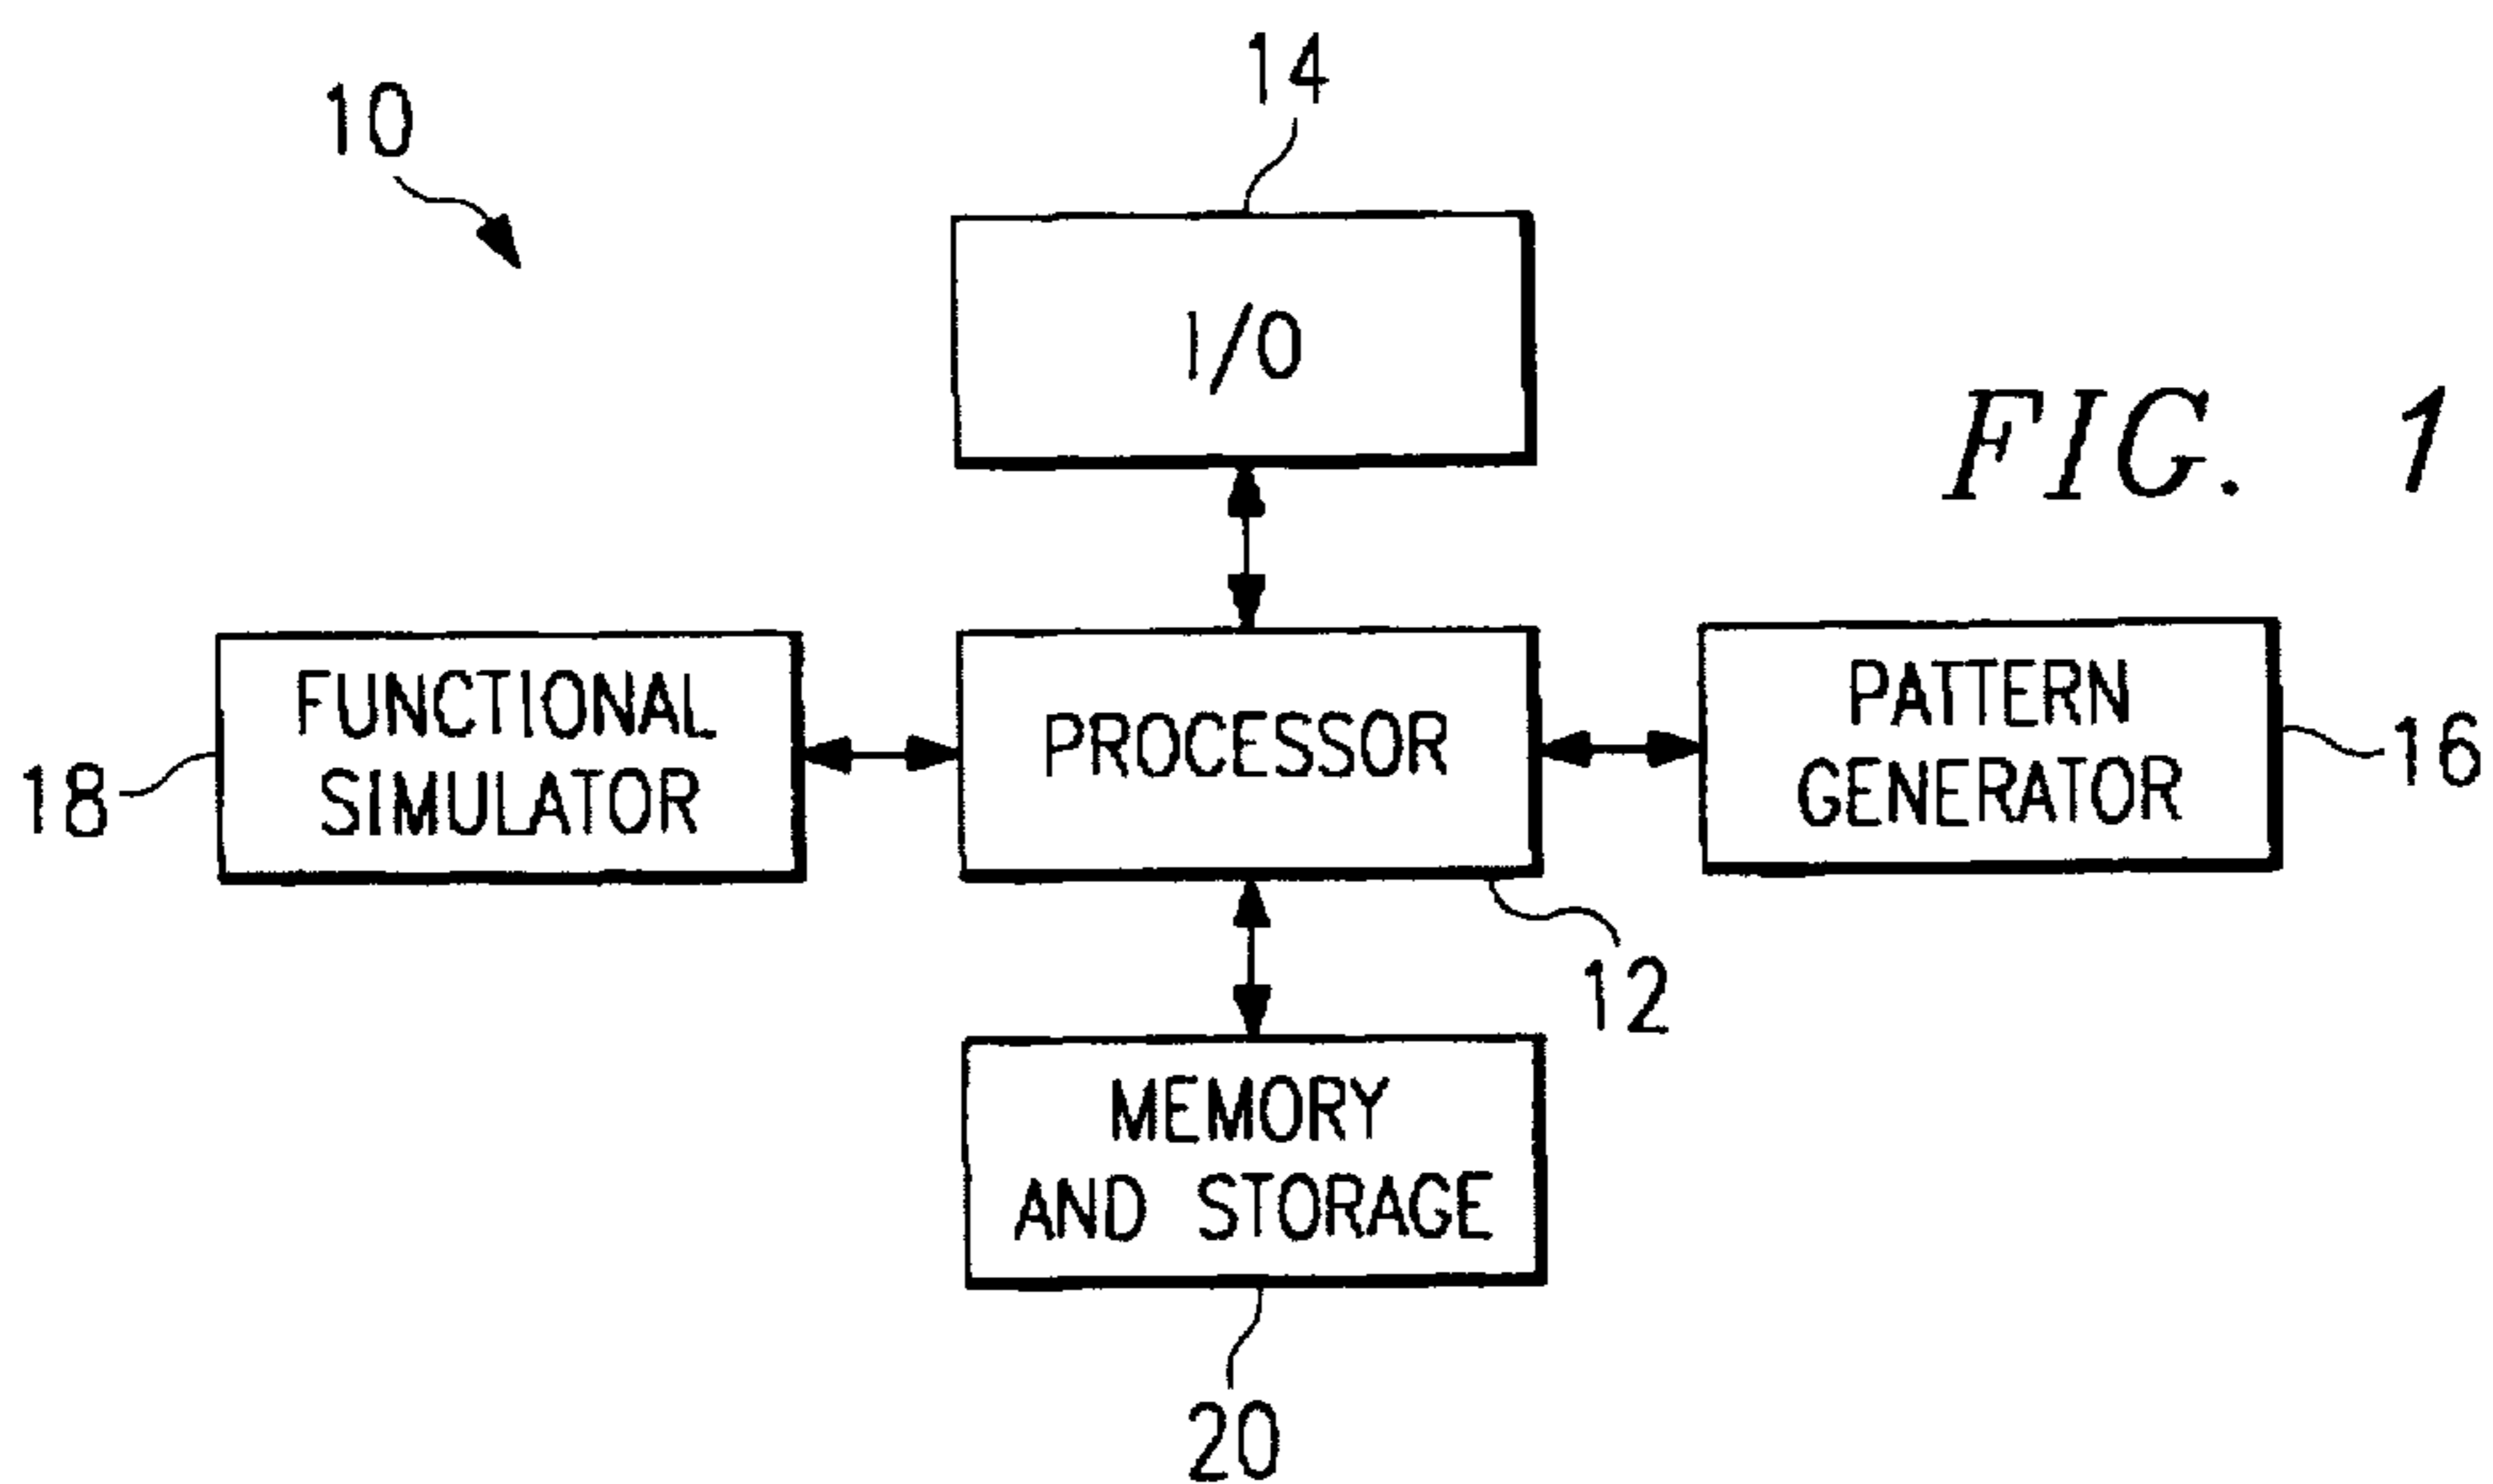 10
14
I/O
FIG. 1
FUNCTIONAL
SIMULATOR
18
PROCESSOR
PATTERN
GENERATOR
16
12
MEMORY
AND STORAGE
20